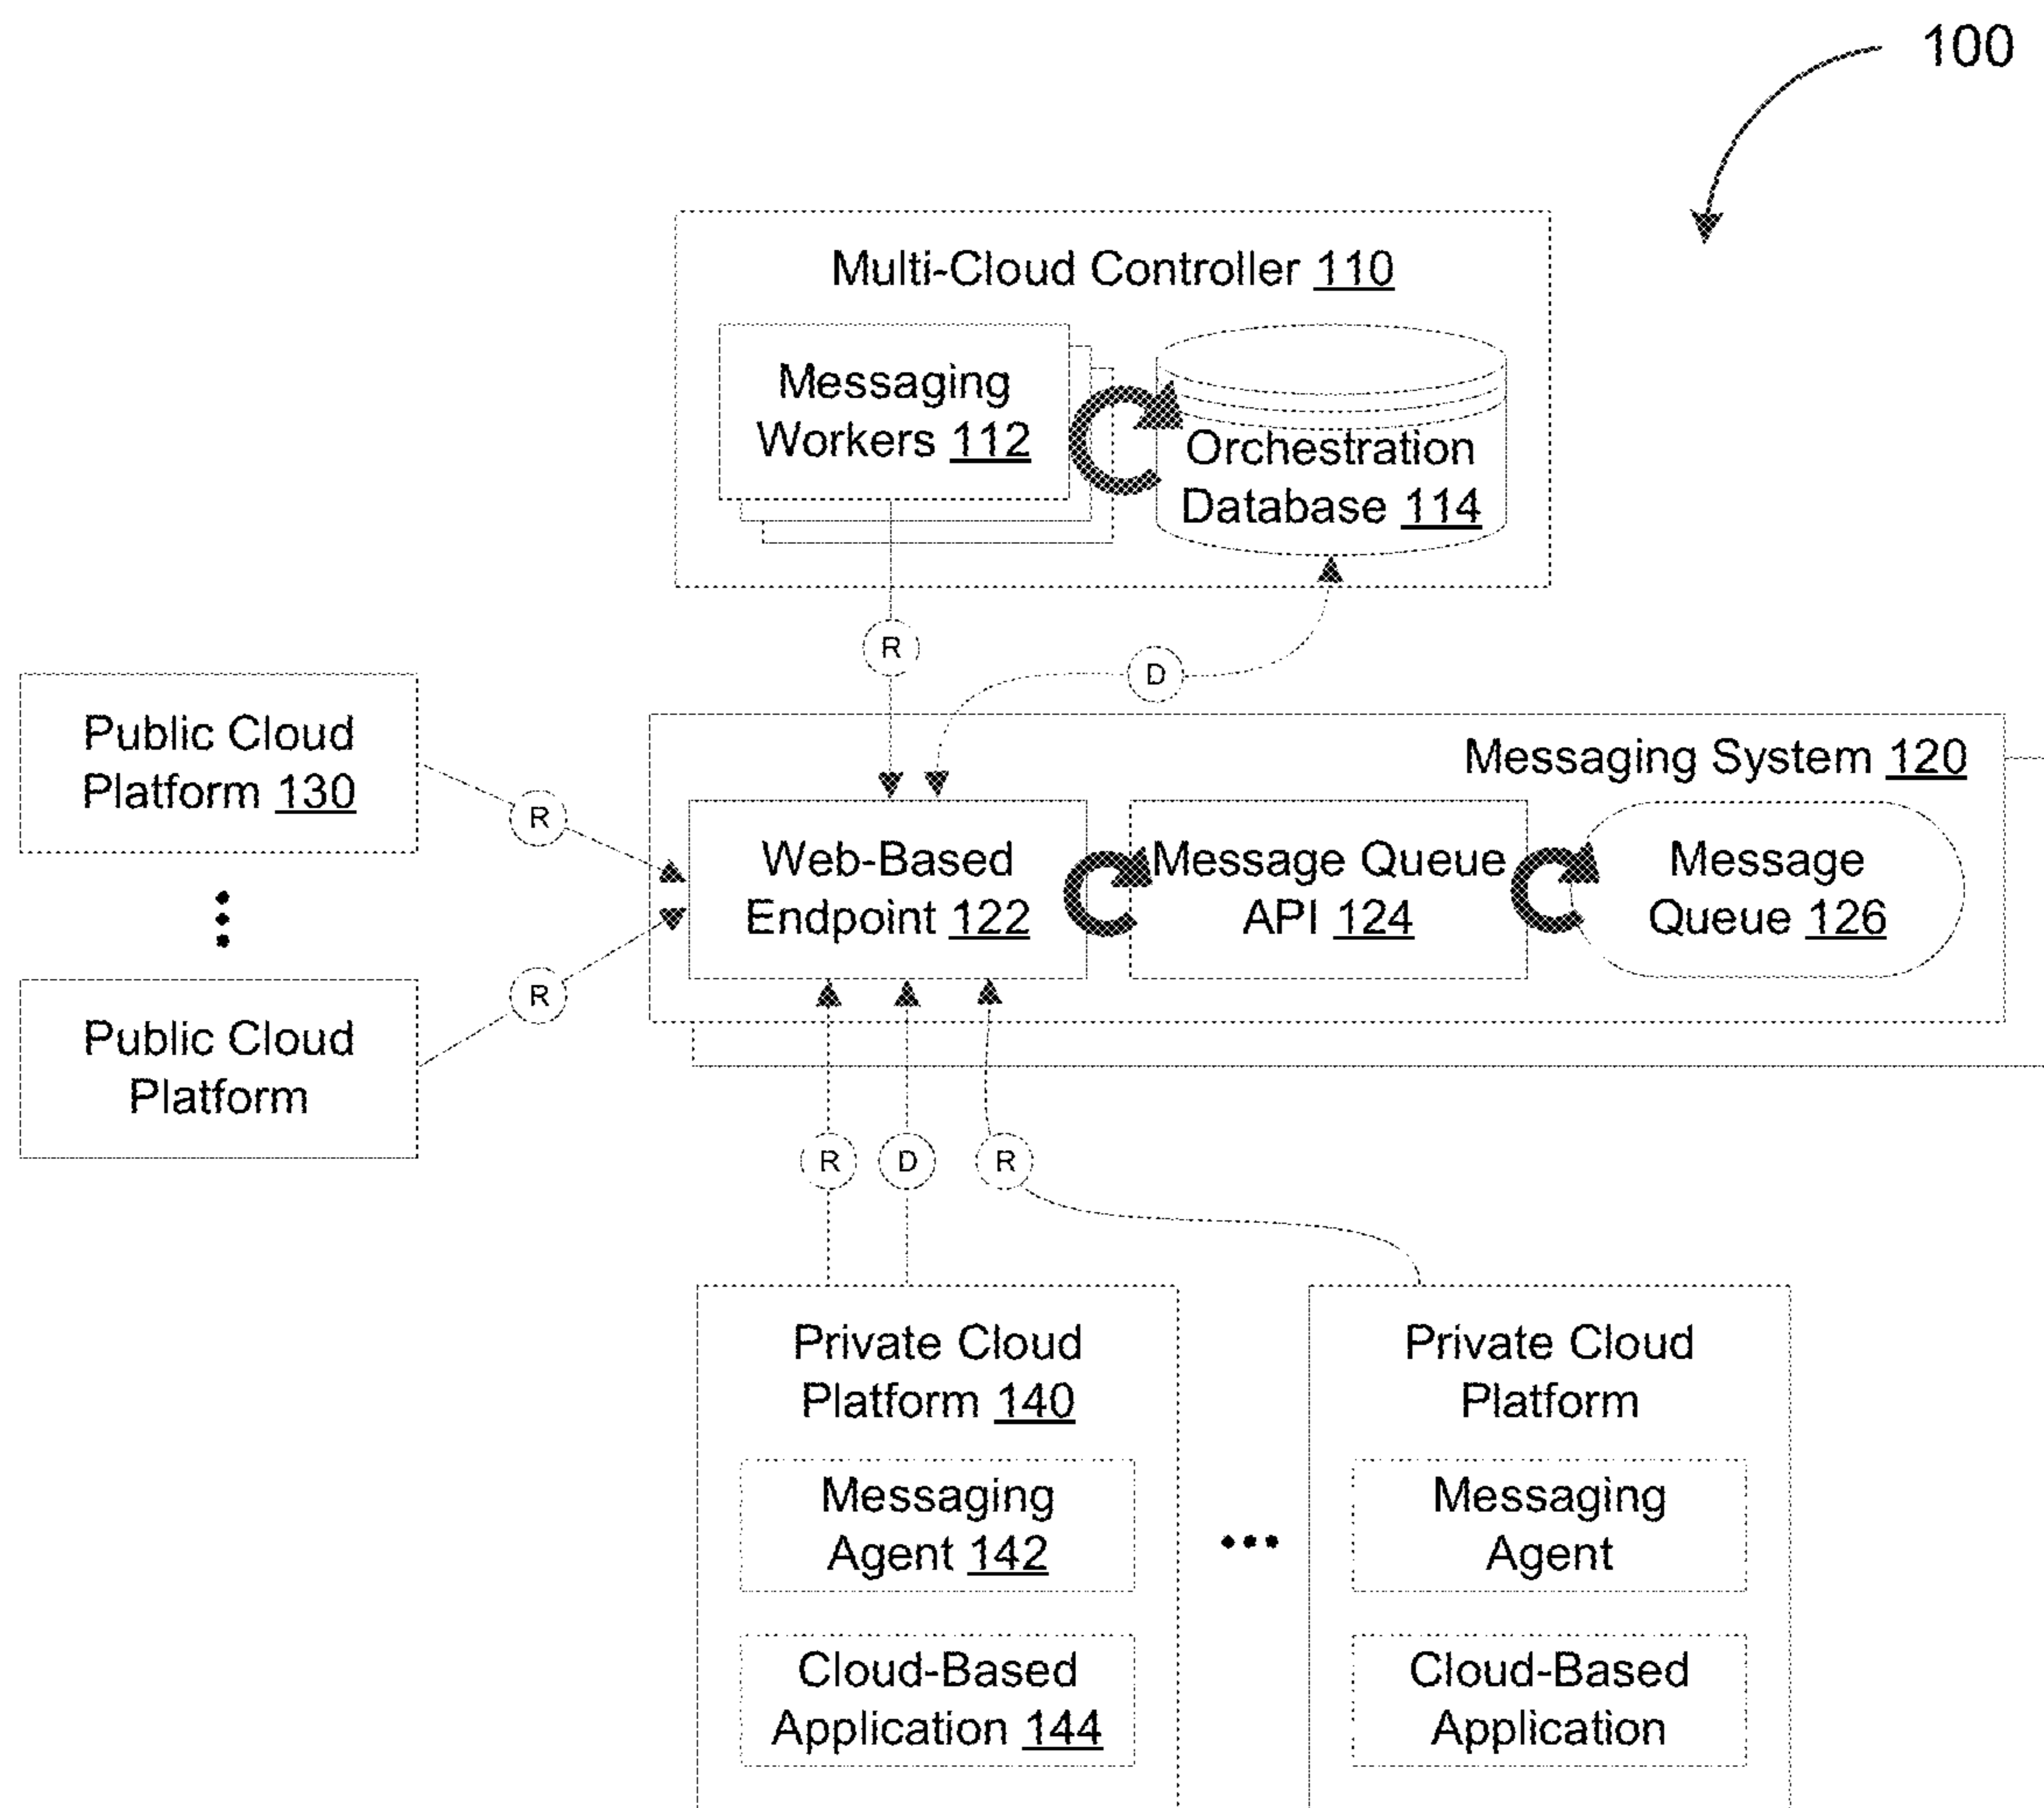 100
Multi-Cloud Controller 110
Messaging
Workers 112
Orchestration
Database 114
R
D
Public Cloud
Platform 130
R
Messaging System 120
Web-Based
Endpoint 122
Message Queue
API 124
Message
Queue 126
R
Public Cloud
Platform
R
D
R
Private Cloud
Platform 140
Messaging
Agent 142
Cloud-Based
Application 144
Private Cloud
Platform
Messaging
Agent
Cloud-Based
Application